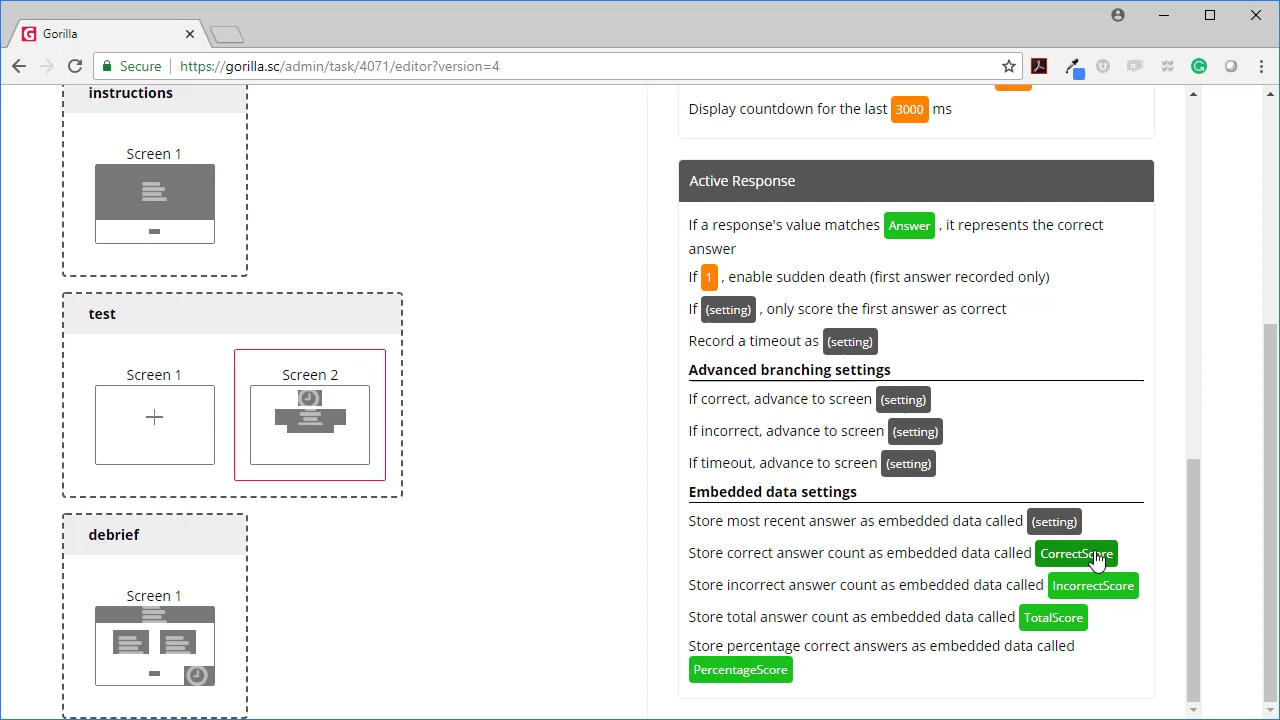 Gorilla
Secure
https://gorilla.sc/admin/task/4071/editor?version=4
instructions
Screen 1
test
Screen 1
Screen 2
debrief
Screen 1
Display countdown for the last 3000 ms
Active Response
If a response's value matches Answer , it represents the correct
answer
If 1 , enable sudden death (first answer recorded only)
If (setting) , only score the first answer as correct
Record a timeout as (setting)
Advanced branching settings
If correct, advance to screen (setting)
If incorrect, advance to screen (setting)
If timeout, advance to screen (setting)
Embedded data settings
Store most recent answer as embedded data called (setting)
Store correct answer count as embedded data called CorrectScore
Store incorrect answer count as embedded data called IncorrectScore
Store total answer count as embedded data called TotalScore
Store percentage correct answers as embedded data called
PercentageScore